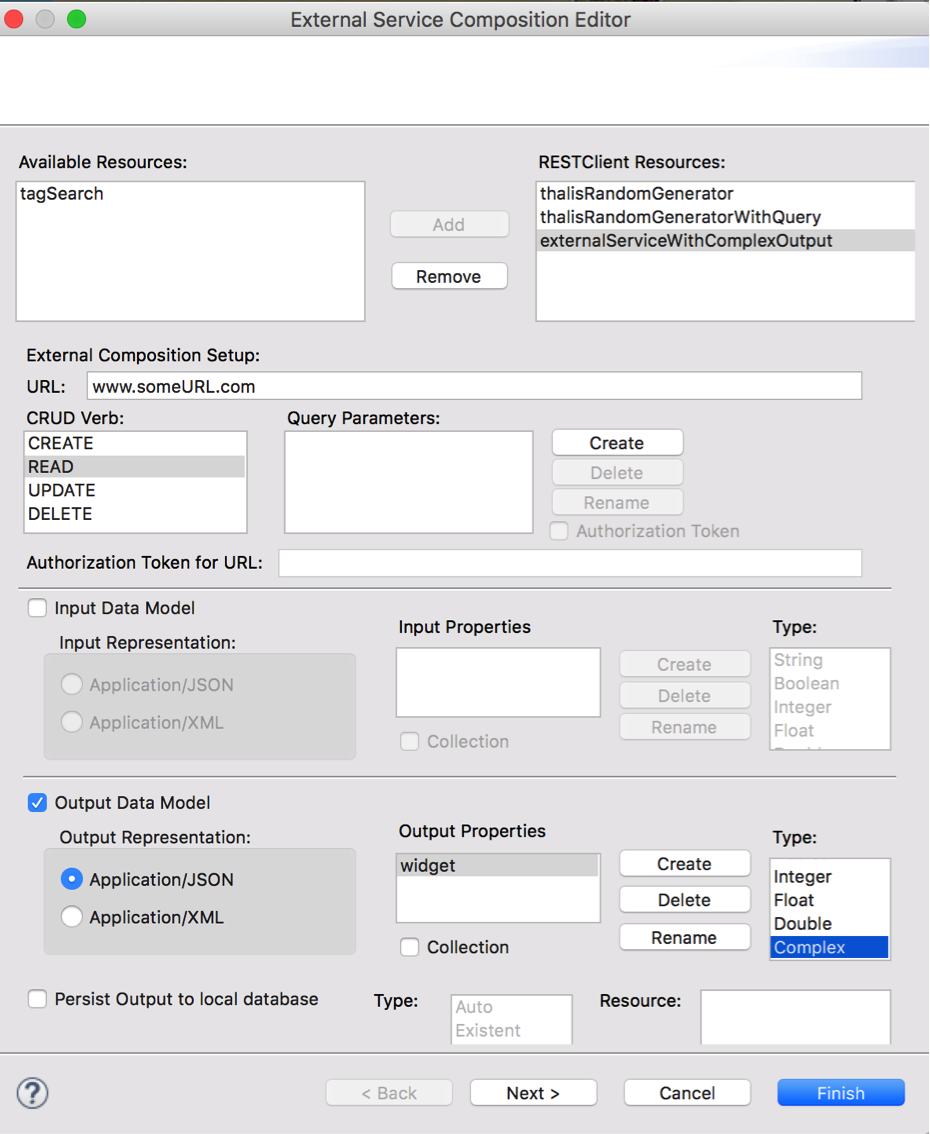 External Service Composition Editor
Available Resources:
RESTClient Resources:
tagSearch
thalisRandomGenerator
thalisRandomGeneratorWithQuery
externalServiceWithComplexOutput
Add
Remove
External Composition Setup:
URL: www.someURL.com
CRUD Verb:
CREATE
READ
UPDATE
DELETE
Query Parameters:
Create
Delete
Rename
Authorization Token
Authorization Token for URL:
Input Data Model
Input Representation:
Application/JSON
Application/XML
Input Properties
Collection
Create
Delete
Rename
Type:
String
Boolean
Integer
Float
Output Data Model
Output Representation:
Application/JSON
Application/XML
Output Properties
widget
Collection
Create
Delete
Rename
Type:
Integer
Float
Double
Complex
Persist Output to local database
Type:
Auto
Existent
Resource:
?
< Back
Next >
Cancel
Finish